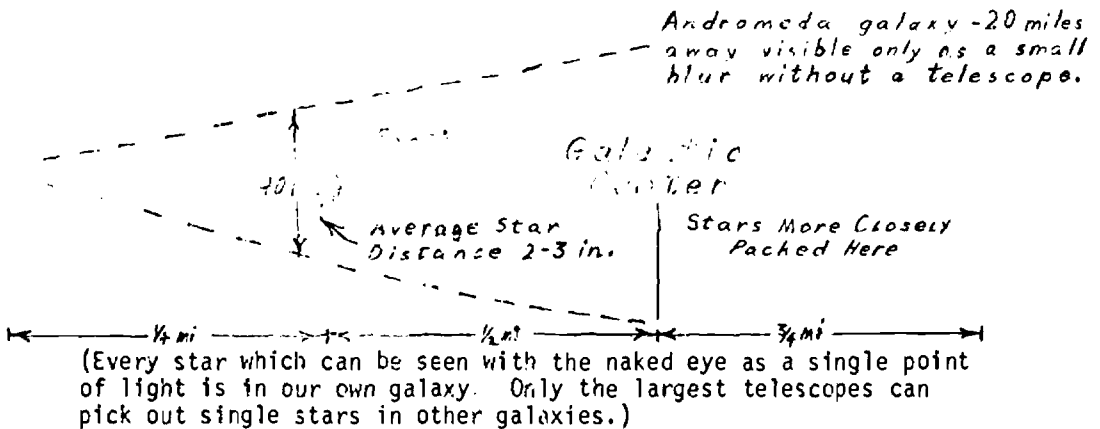 Andromeda galaxy - 20 miles
away visible only as a small
blur without a telescope.
Galactic
Center
Average Star
Distance 2-3 in.
Stars More Closely
Packed Here
1/4 mi
1/2 mi
3/4 mi
(Every star which can be seen with the naked eye as a single point
of light is in our own galaxy. Only the largest telescopes can
pick out single stars in other galaxies.)